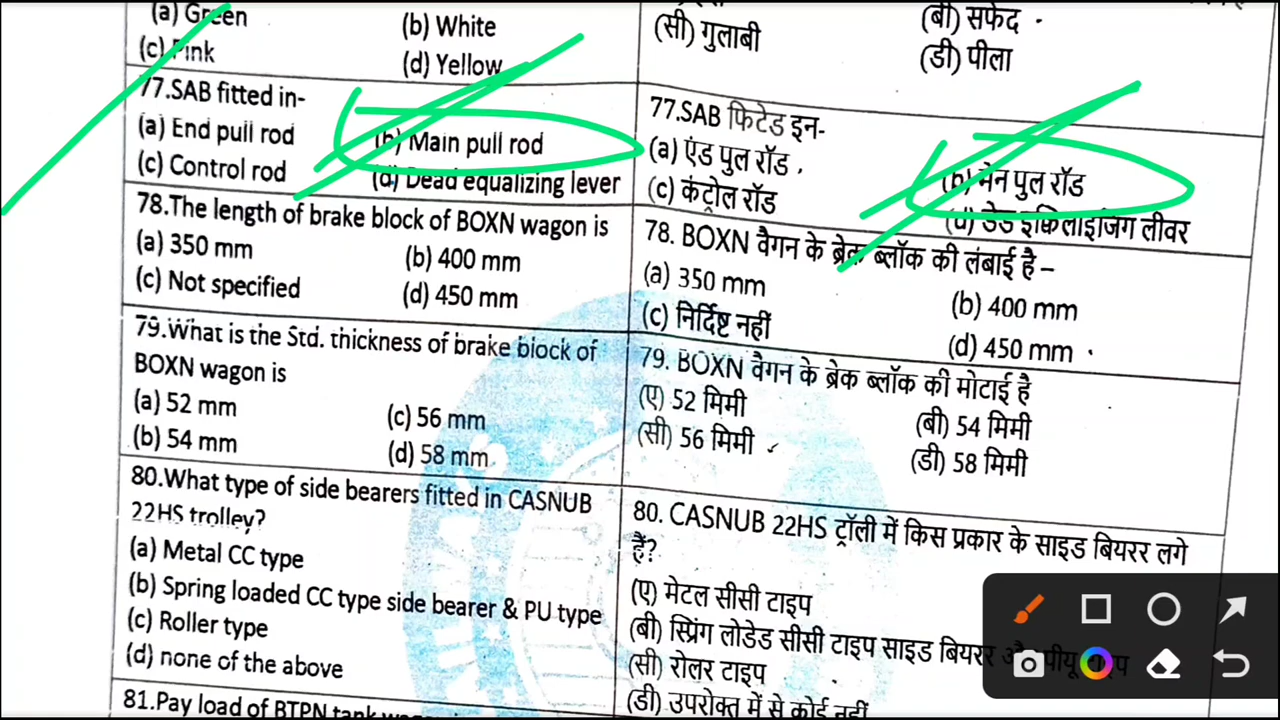 (a) Green
(b) White
(c) Pink
(d) Yellow
77.SAB fitted in-
(a) End pull rod
(b) Main pull rod
(c) Control rod
(d) Dead equalizing lever
78.The length of brake block of BOXN wagon is
(a) 350 mm
(b) 400 mm
(c) Not specified
(d) 450 mm
79.What is the Std. thickness of brake block of
BOXN wagon is
(a) 52 mm
(c) 56 mm
(b) 54 mm
(d) 58 mm
80.What type of side bearers fitted in CASNUB
22HS trolley?
(a) Metal CC type
(b) Spring loaded CC type side bearer & PU type
(c) Roller type
(d) none of the above
81.Pay load of BTPN tank
(बी) सफेद
(सी) गुलाबी
(डी) पीला
77.SAB फिटेड इन-
(a) एंड पुल रॉड
(b) मेन पुल रॉड
(c) कंट्रोल रॉड
(d) डेड इक्विलाइजिंग लीवर
78. BOXN वैगन के ब्रेक ब्लॉक की लंबाई है –
(a) 350 mm
(b) 400 mm
(c) निर्दिष्ट नहीं
(d) 450 mm
79. BOXN वैगन के ब्रेक ब्लॉक की मोटाई है
(ए) 52 मिमी
(बी) 54 मिमी
(सी) 56 मिमी
(डी) 58 मिमी
80. CASNUB 22HS ट्रॉली में किस प्रकार के साइड बियरर लगे
हैं?
(ए) मेटल सीसी टाइप
(बी) स्प्रिंग लोडेड सीसी टाइप साइड बियरर
(सी) रोलर टाइप
(डी) उपरोक्त में से कोई नहीं